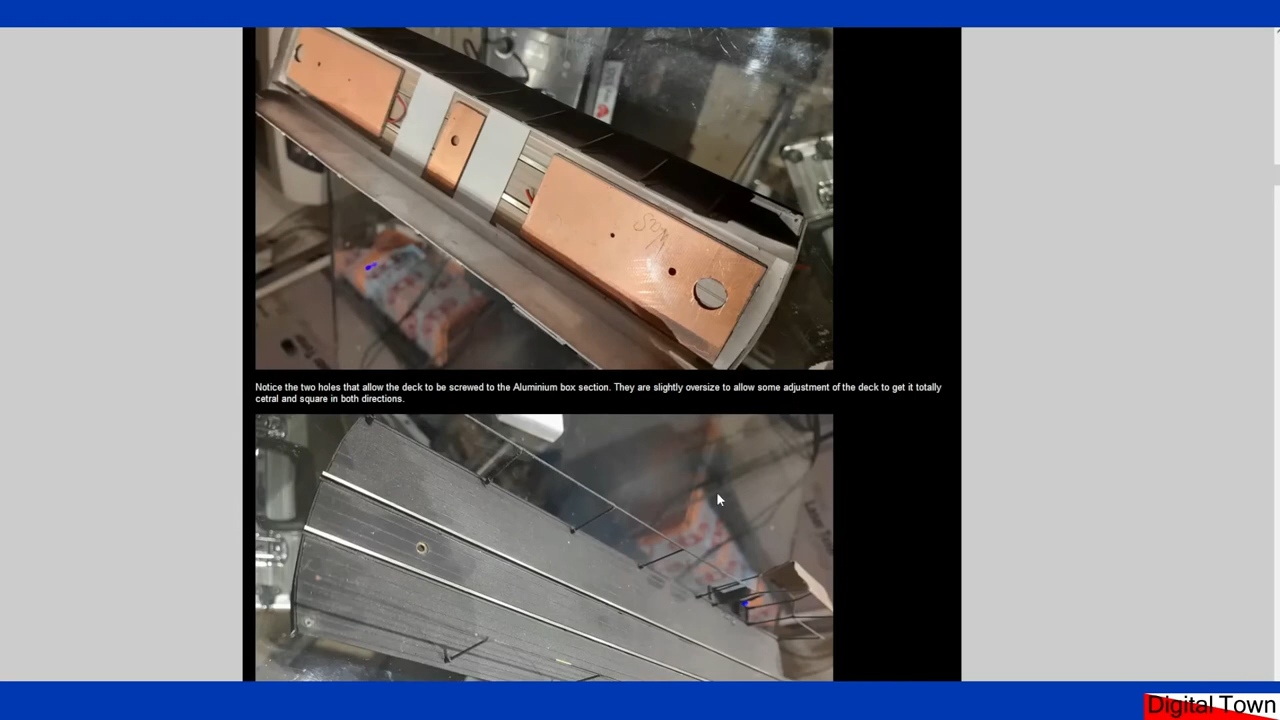 Notice the two holes that allow the deck to be screwed to the Aluminium box section. They are slightly oversize to allow some adjustment of the deck to get it totally
cetral and square in both directions.
Digital Town